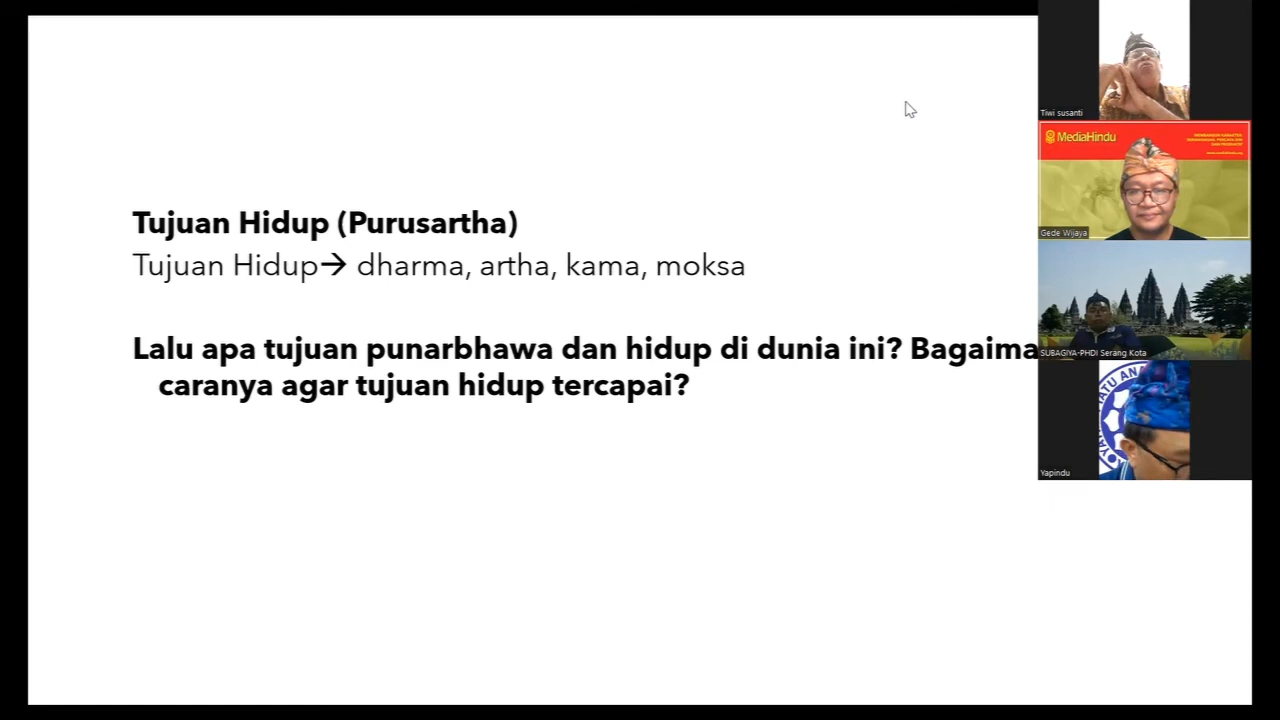 Tujuan Hidup (Purusartha)
Tujuan Hidup→ dharma, artha, kama, moksa
Lalu apa tujuan punarbhawa dan hidup di dunia ini? Bagaima
caranya agar tujuan hidup tercapai?
Tiwi susanti
MediaHindu
Gede Wijaya
SUBAGIYA-PHDI Serang Kota
Yapindu